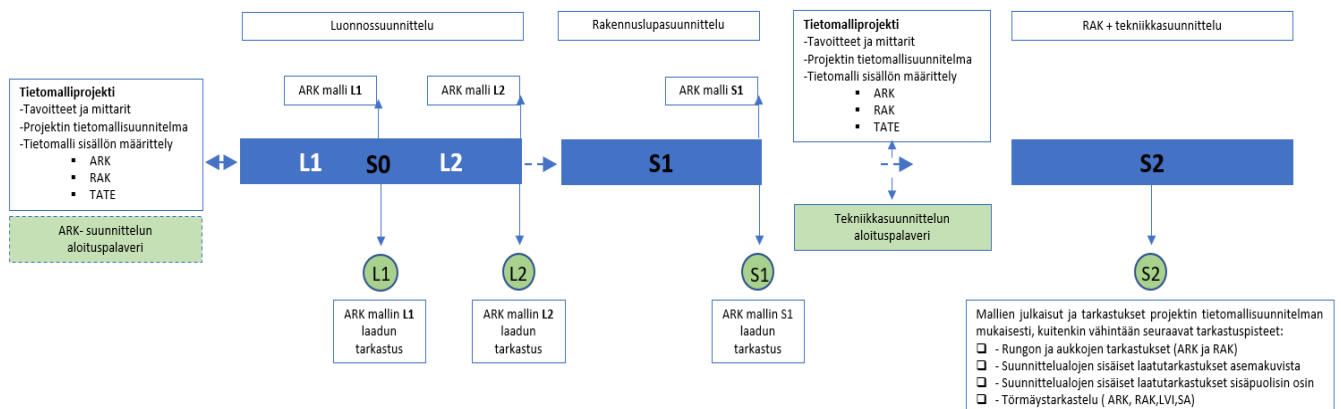 Luonnossuunnittelu
Rakennuslupasuunnittelu
RAK + tekniikkasuunnittelu
Tietomalliprojekti
-Tavoitteet ja mittarit
-Projektin tietomallisuunnitelma
-Tietomalli sisällön määrittely
▪ ARK
▪ RAK
▪ TATE
ARK- suunnittelun
aloituspalaveri
ARK malli L1
ARK malli L2
L1
S0
L2
L1
L2
ARK mallin L1
laadun
tarkastus
ARK mallin L2
laadun
tarkastus
ARK malli S1
S1
S1
ARK mallin S1
laadun
tarkastus
Tietomalliprojekti
-Tavoitteet ja mittarit
-Projektin tietomallisuunnitelma
-Tietomalli sisällön määrittely
▪ ARK
▪ RAK
▪ TATE
Tekniikkasuunnittelun
aloituspalaveri
S2
S2
Mallien julkaisut ja tarkastukset projektin tietomallisuunnitelman
mukaisesti, kuitenkin vähintään seuraavat tarkastuspisteet:
❑ - Rungon ja aukkojen tarkastukset (ARK ja RAK)
❑ - Suunnittelualojen sisäiset laatutarkastukset asemakuvista
❑ - Suunnittelualojen sisäiset laatutarkastukset sisäpuolisin osin
❑ - Törmäystarkastelu ( ARK, RAK,LVI,SA)